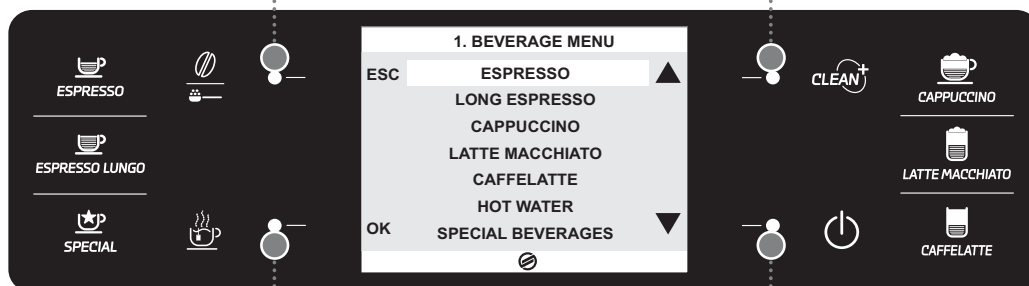 ESPRESSO
ESPRESSO LUNGO
SPECIAL
1. BEVERAGE MENU
ESC
ESPRESSO
LONG ESPRESSO
CAPPUCCINO
LATTE MACCHIATO
CAFFELATTE
HOT WATER
OK
SPECIAL BEVERAGES
CLEAN+
CAPPUCCINO
LATTE MACCHIATO
CAFFELATTE